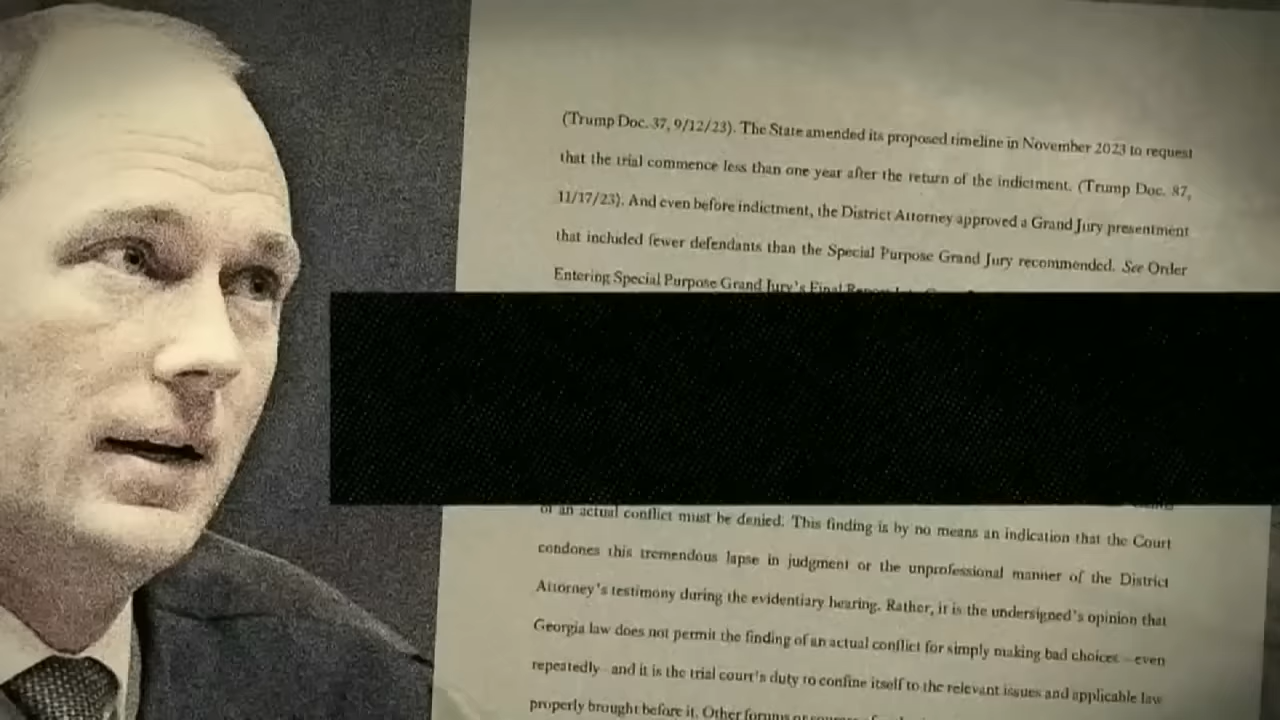 (Trump Doc. 37, 9/12/23). The State amended its proposed timeline in November 2023 to request
that the trial commence less than one year after the return of the indictment. (Trump Doc. 87,
11/17/23). And even before indictment, the District Attorney approved a Grand Jury presentment
that included fewer defendants than the Special Purpose Grand Jury recommended. See Order
Entering Special Purpose Grand Jury's Final Report
of an actual conflict must be denied. This finding is by no means an indication that the Court
condones this tremendous lapse in judgment or the unprofessional manner of the District
Attorney's testimony during the evidentiary hearing. Rather, it is the undersigned's opinion that
Georgia law does not permit the finding of an actual conflict for simply making bad choices – even
repeatedly – and it is the trial court's duty to confine itself to the relevant issues and applicable law
properly brought before it. Other forums or sources of